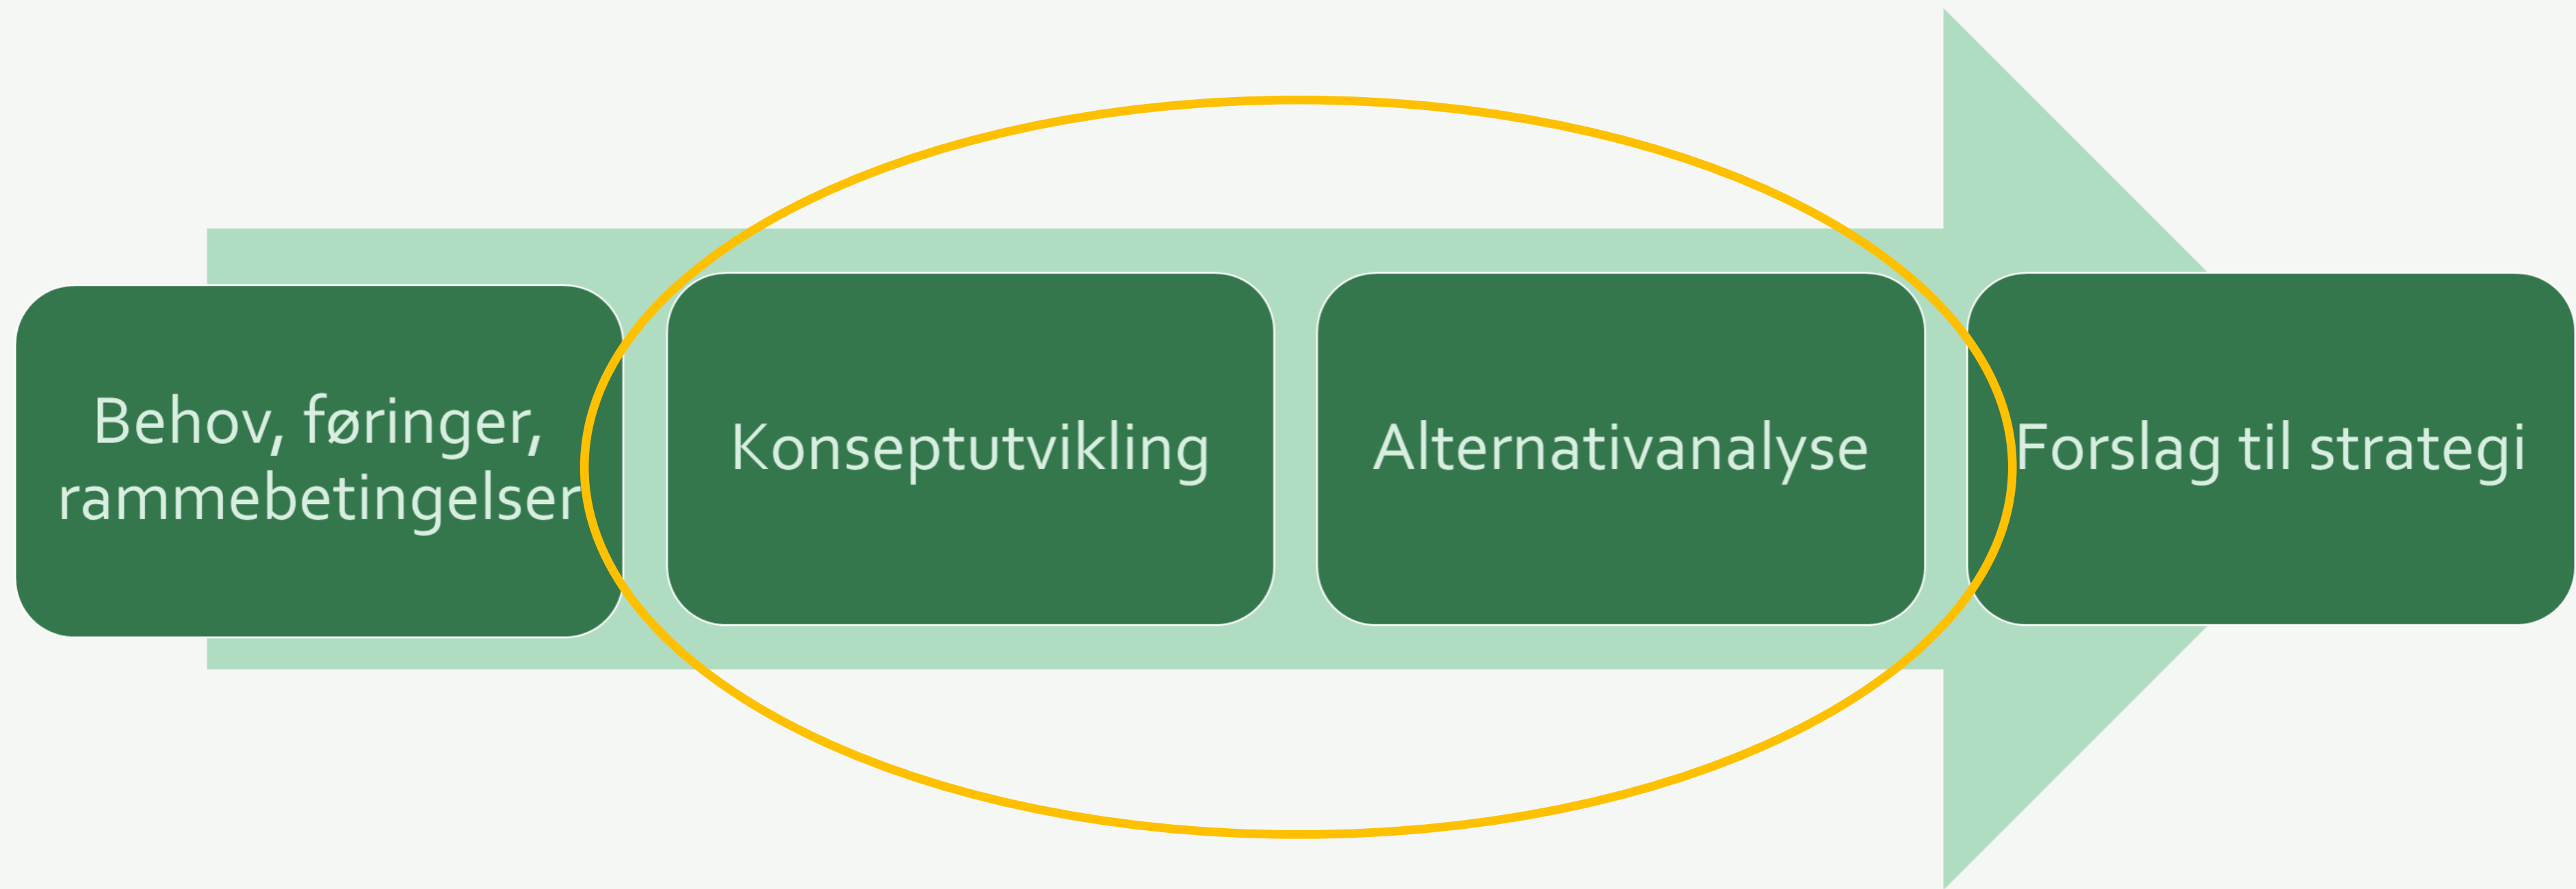 Behov, føringer,
rammebetingelser
Konseptutvikling
Alternativanalyse
Forslag til strategi